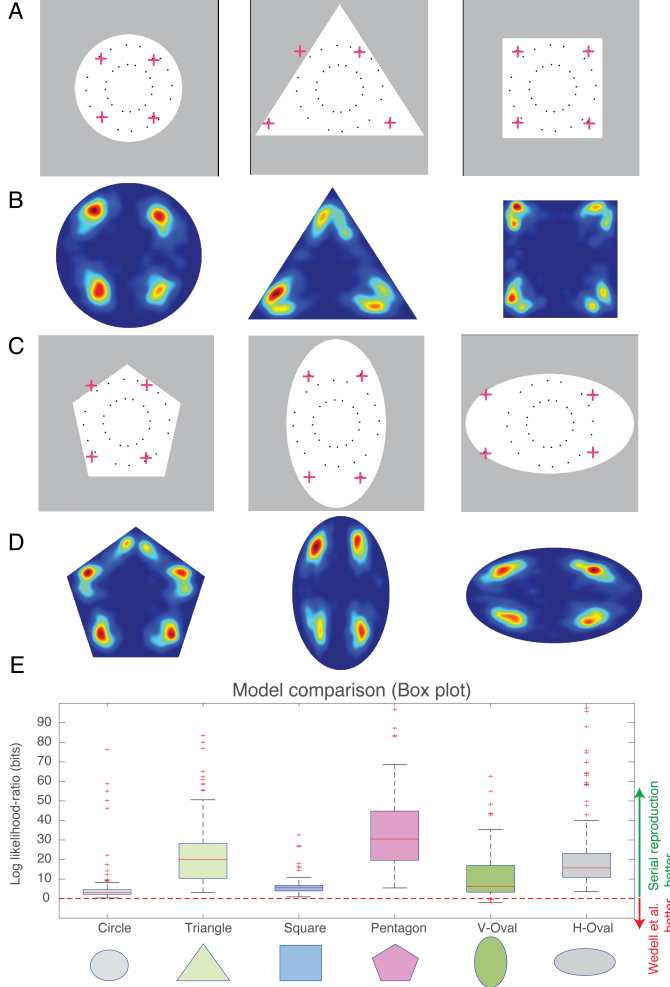 A
B
C
D
E
Model comparison (Box plot)
Log likelihood-ratio (bits)
90
80
70
60
50
40
30
20
10
0
Circle
Triangle
Square
Pentagon
V-Oval
H-Oval
Serial reproduction
better
Wedell et al.
better